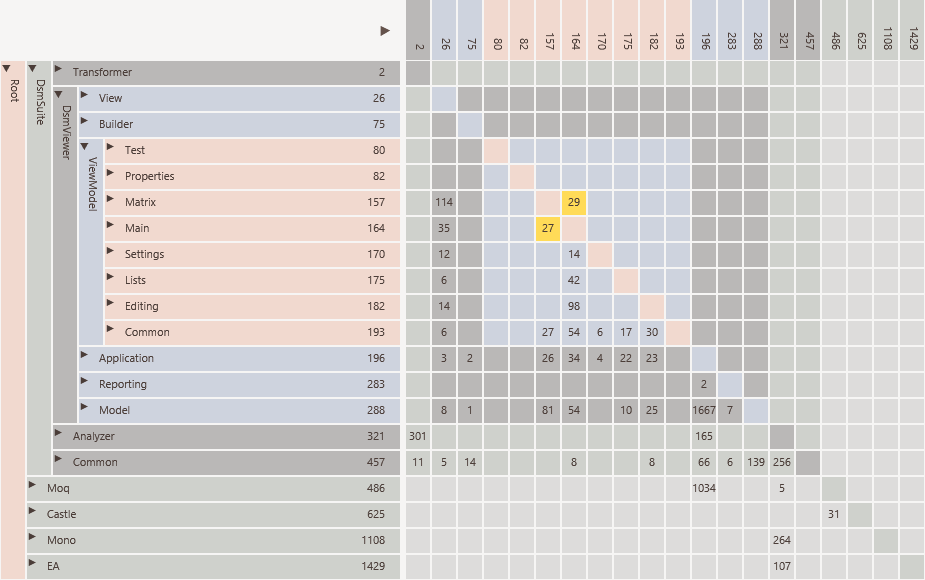 2 26 75 80 82 157 164 170 175 182 193 196 283 288 321 457 486 625 1108 1429
Root
DsmSuite
Transformer 2
DsmViewer
View 26
Builder 75
ViewModel
Test 80
Properties 82
Matrix 157 114 29
Main 164 35 27
Settings 170 12 14
Lists 175 6 42
Editing 182 14 98
Common 193 6 27 54 6 17 30
Application 196 3 2 26 34 4 22 23
Reporting 283 2
Model 288 8 1 81 54 10 25 1667 7
Analyzer 321 301 165
Common 457 11 5 14 8 8 66 6 139 256
Moq 486 1034 5
Castle 625 31
Mono 1108 264
EA 1429 107